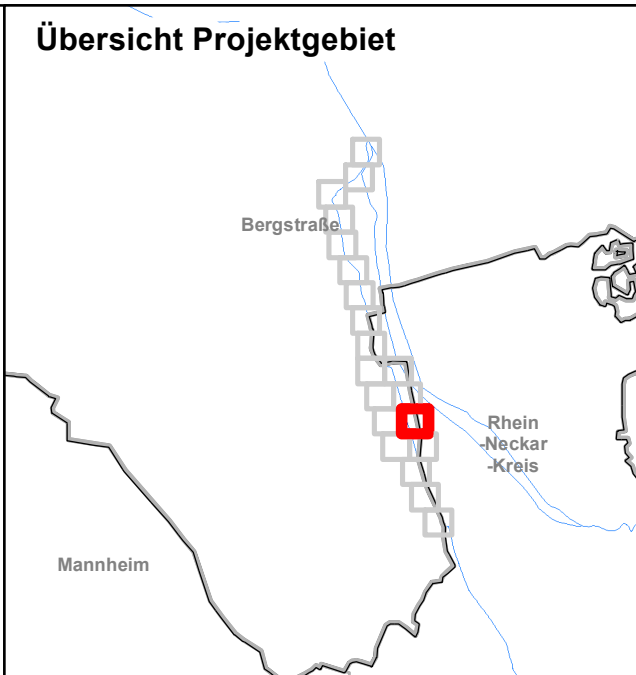 Übersicht Projektgebiet
Bergstraße
Rhein
-Neckar
-Kreis
Mannheim